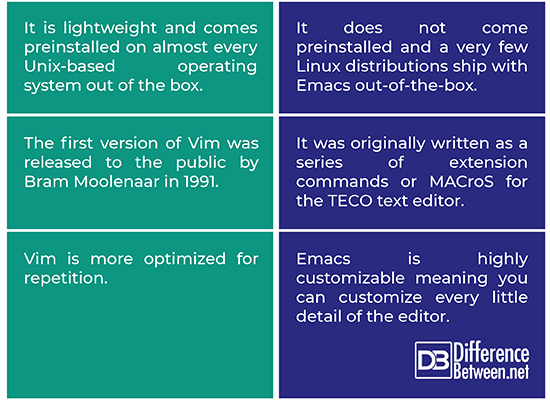 It is lightweight and comes
preinstalled on almost every
Unix-based operating
system out of the box.
It does not come
preinstalled and a very few
Linux distributions ship with
Emacs out-of-the-box.
The first version of Vim was
released to the public by
Bram Moolenaar in 1991.
It was originally written as a
series of extension
commands or MACroS for
the TECO text editor.
Vim is more optimized for
repetition.
Emacs is highly
customizable meaning you
can customize every little
detail of the editor.
DB Difference
Between.net